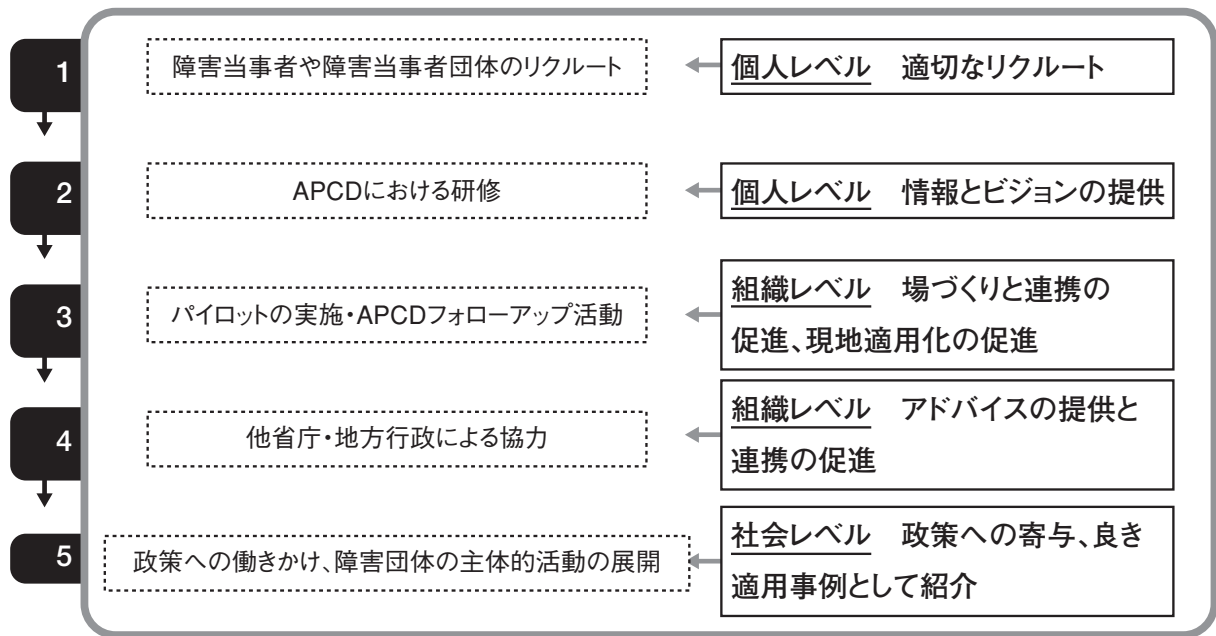 1
障害当事者や障害当事者団体のリクルート
個人レベル　適切なリクルート
2
APCDにおける研修
個人レベル　情報とビジョンの提供
3
パイロットの実施・APCDフォローアップ活動
組織レベル　場づくりと連携の
促進、現地適用化の促進
4
他省庁・地方行政による協力
組織レベル　アドバイスの提供と
連携の促進
5
政策への働きかけ、障害団体の主体的活動の展開
社会レベル　政策への寄与、良き
適用事例として紹介